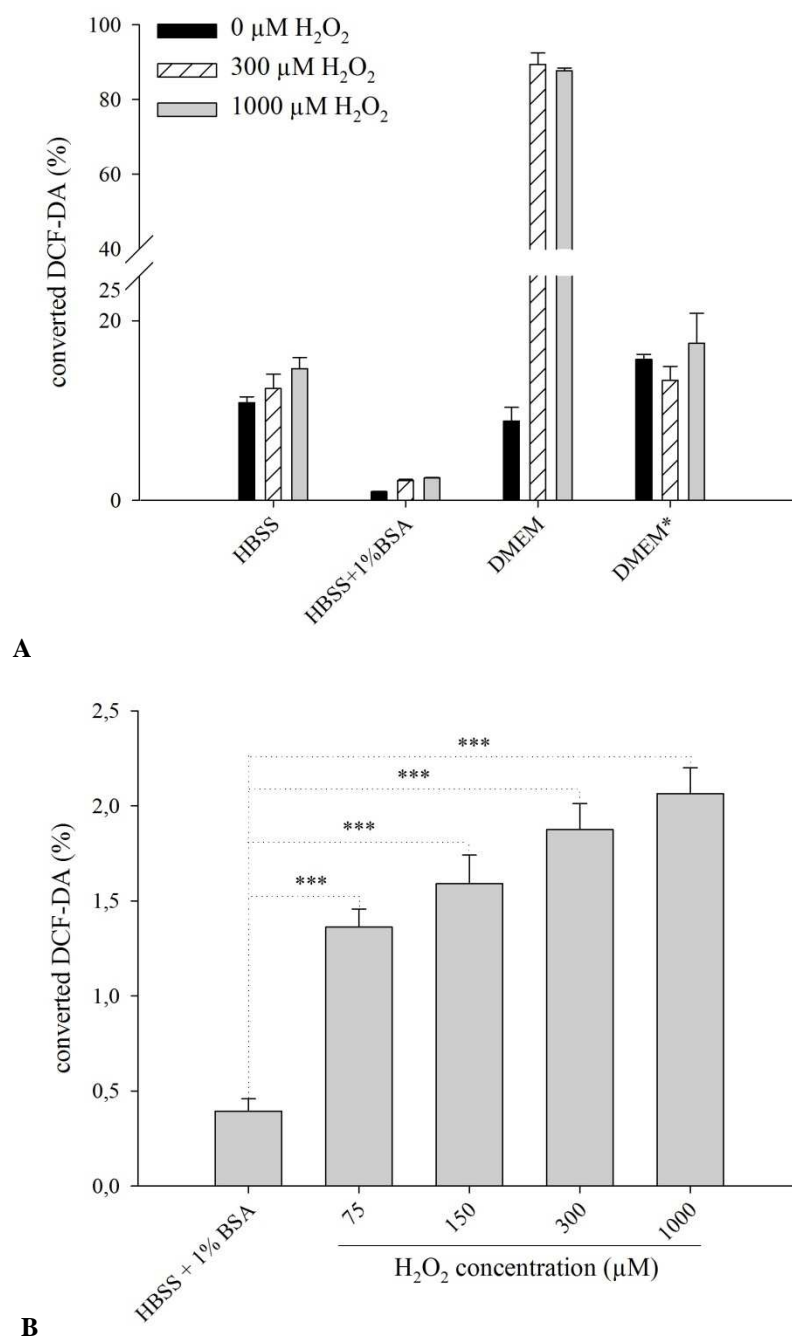 100
80
60
40
25
20
0
converted DCF-DA (%)
0 µM H₂O₂
300 µM H₂O₂
1000 µM H₂O₂
HBSS
HBSS+1%BSA
DMEM
DMEM*
A
2,5
2,0
1,5
1,0
0,5
0,0
converted DCF-DA (%)
***
***
***
***
HBSS + 1% BSA
75
150
300
1000
H₂O₂ concentration (µM)
B